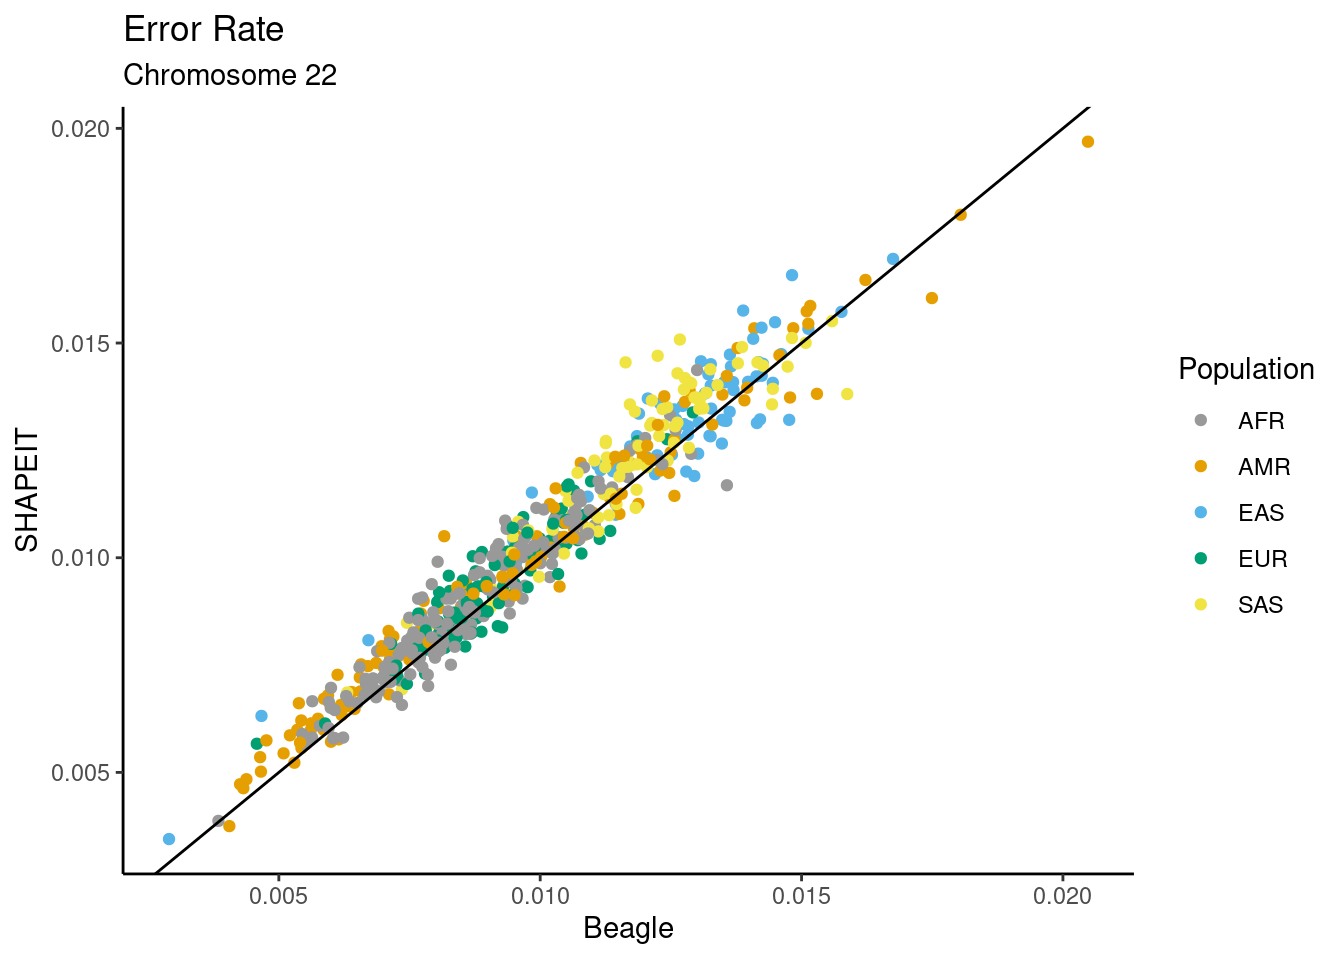 Error Rate
Chromosome 22
0.020
0.015
0.010
0.005
SHAPEIT
0.005
0.010
0.015
0.020
Beagle
Population
AFR
AMR
EAS
EUR
SAS